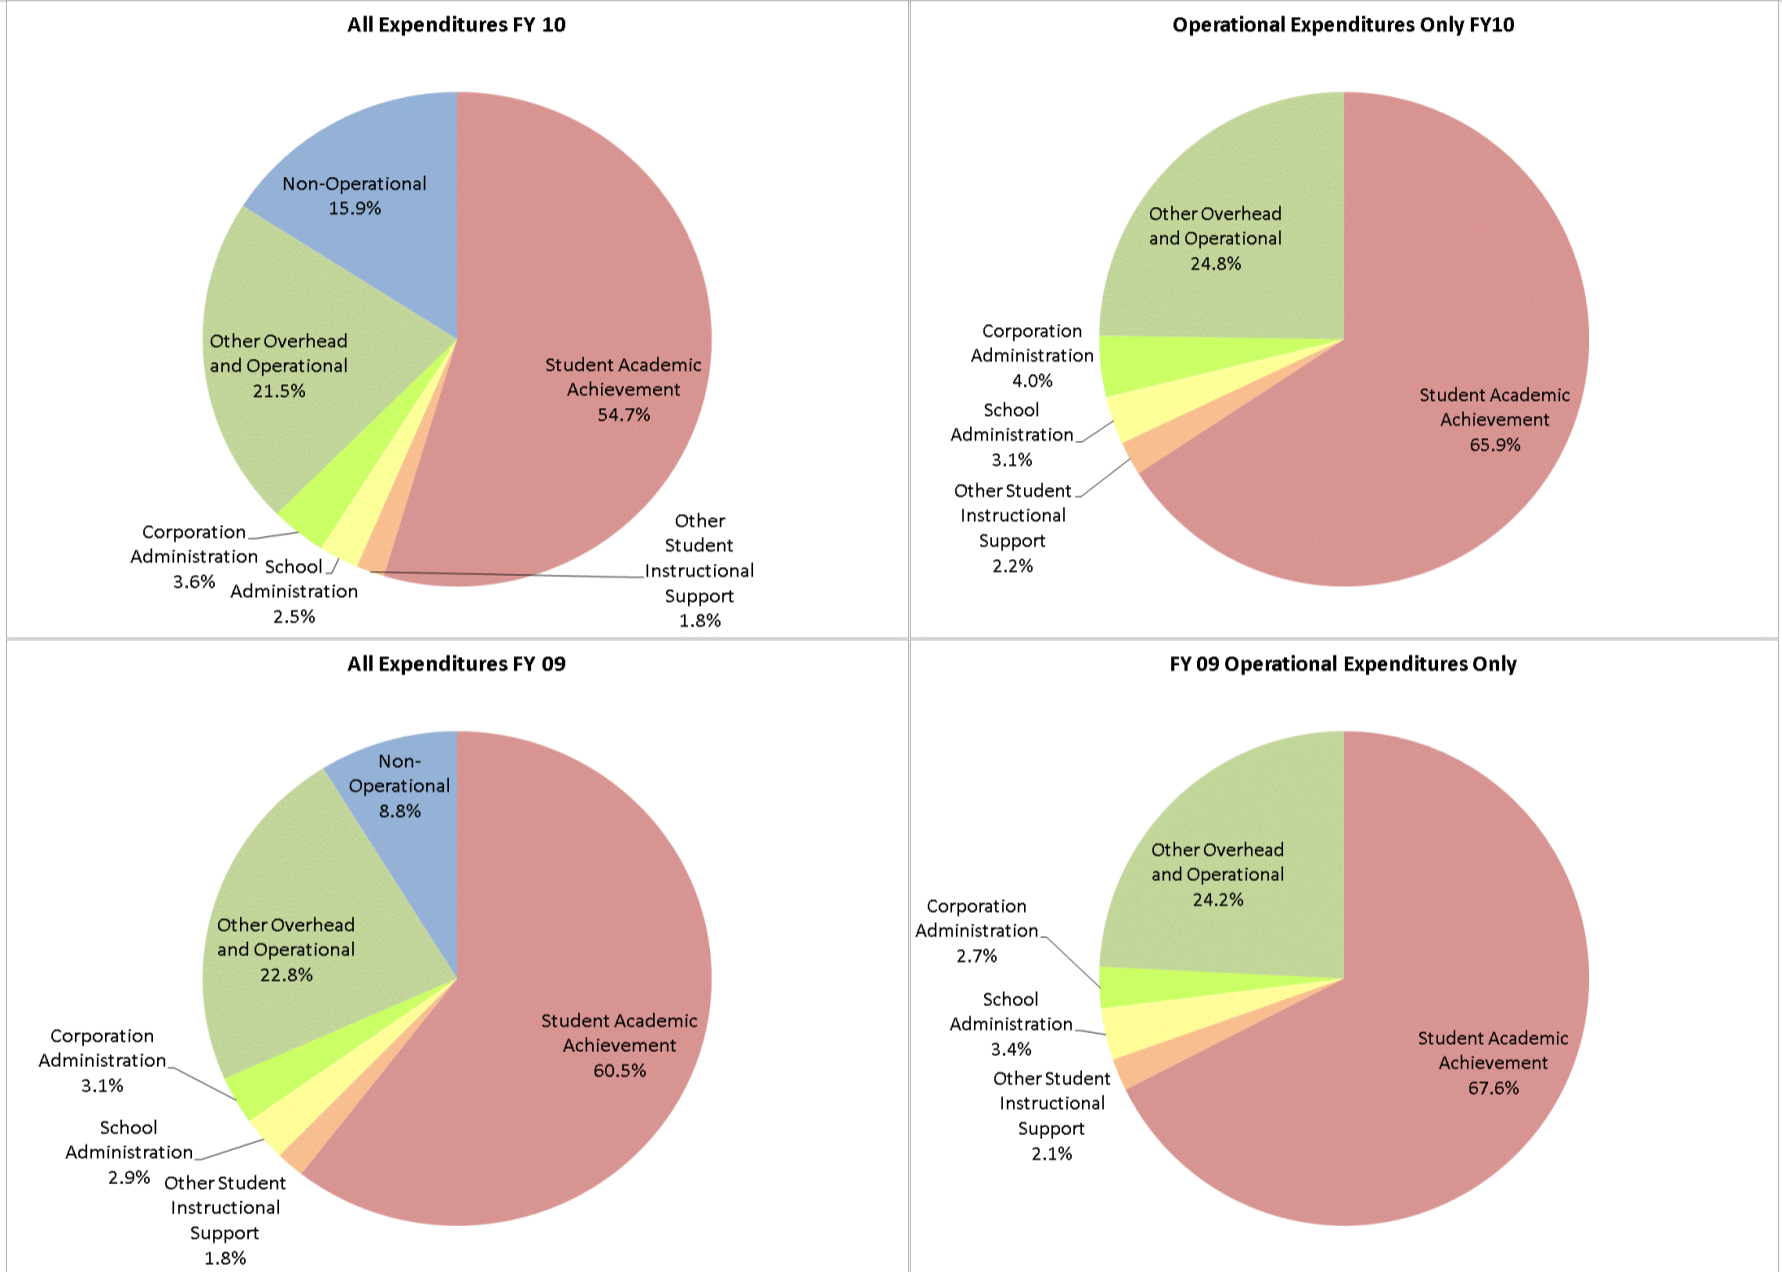 All Expenditures FY 10
Non-Operational
15.9%
Other Overhead
and Operational
21.5%
Student Academic
Achievement
54.7%
Corporation
Administration
3.6%
School
Administration
2.5%
Other
Student
Instructional
Support
1.8%
Operational Expenditures Only FY10
Other Overhead
and Operational
24.8%
Corporation
Administration
4.0%
School
Administration
3.1%
Other Student
Instructional
Support
2.2%
Student Academic
Achievement
65.9%
All Expenditures FY 09
Non-
Operational
8.8%
Other Overhead
and Operational
22.8%
Student Academic
Achievement
60.5%
Corporation
Administration
3.1%
School
Administration
2.9%
Other Student
Instructional
Support
1.8%
FY 09 Operational Expenditures Only
Other Overhead
and Operational
24.2%
Corporation
Administration
2.7%
School
Administration
3.4%
Other Student
Instructional
Support
2.1%
Student Academic
Achievement
67.6%